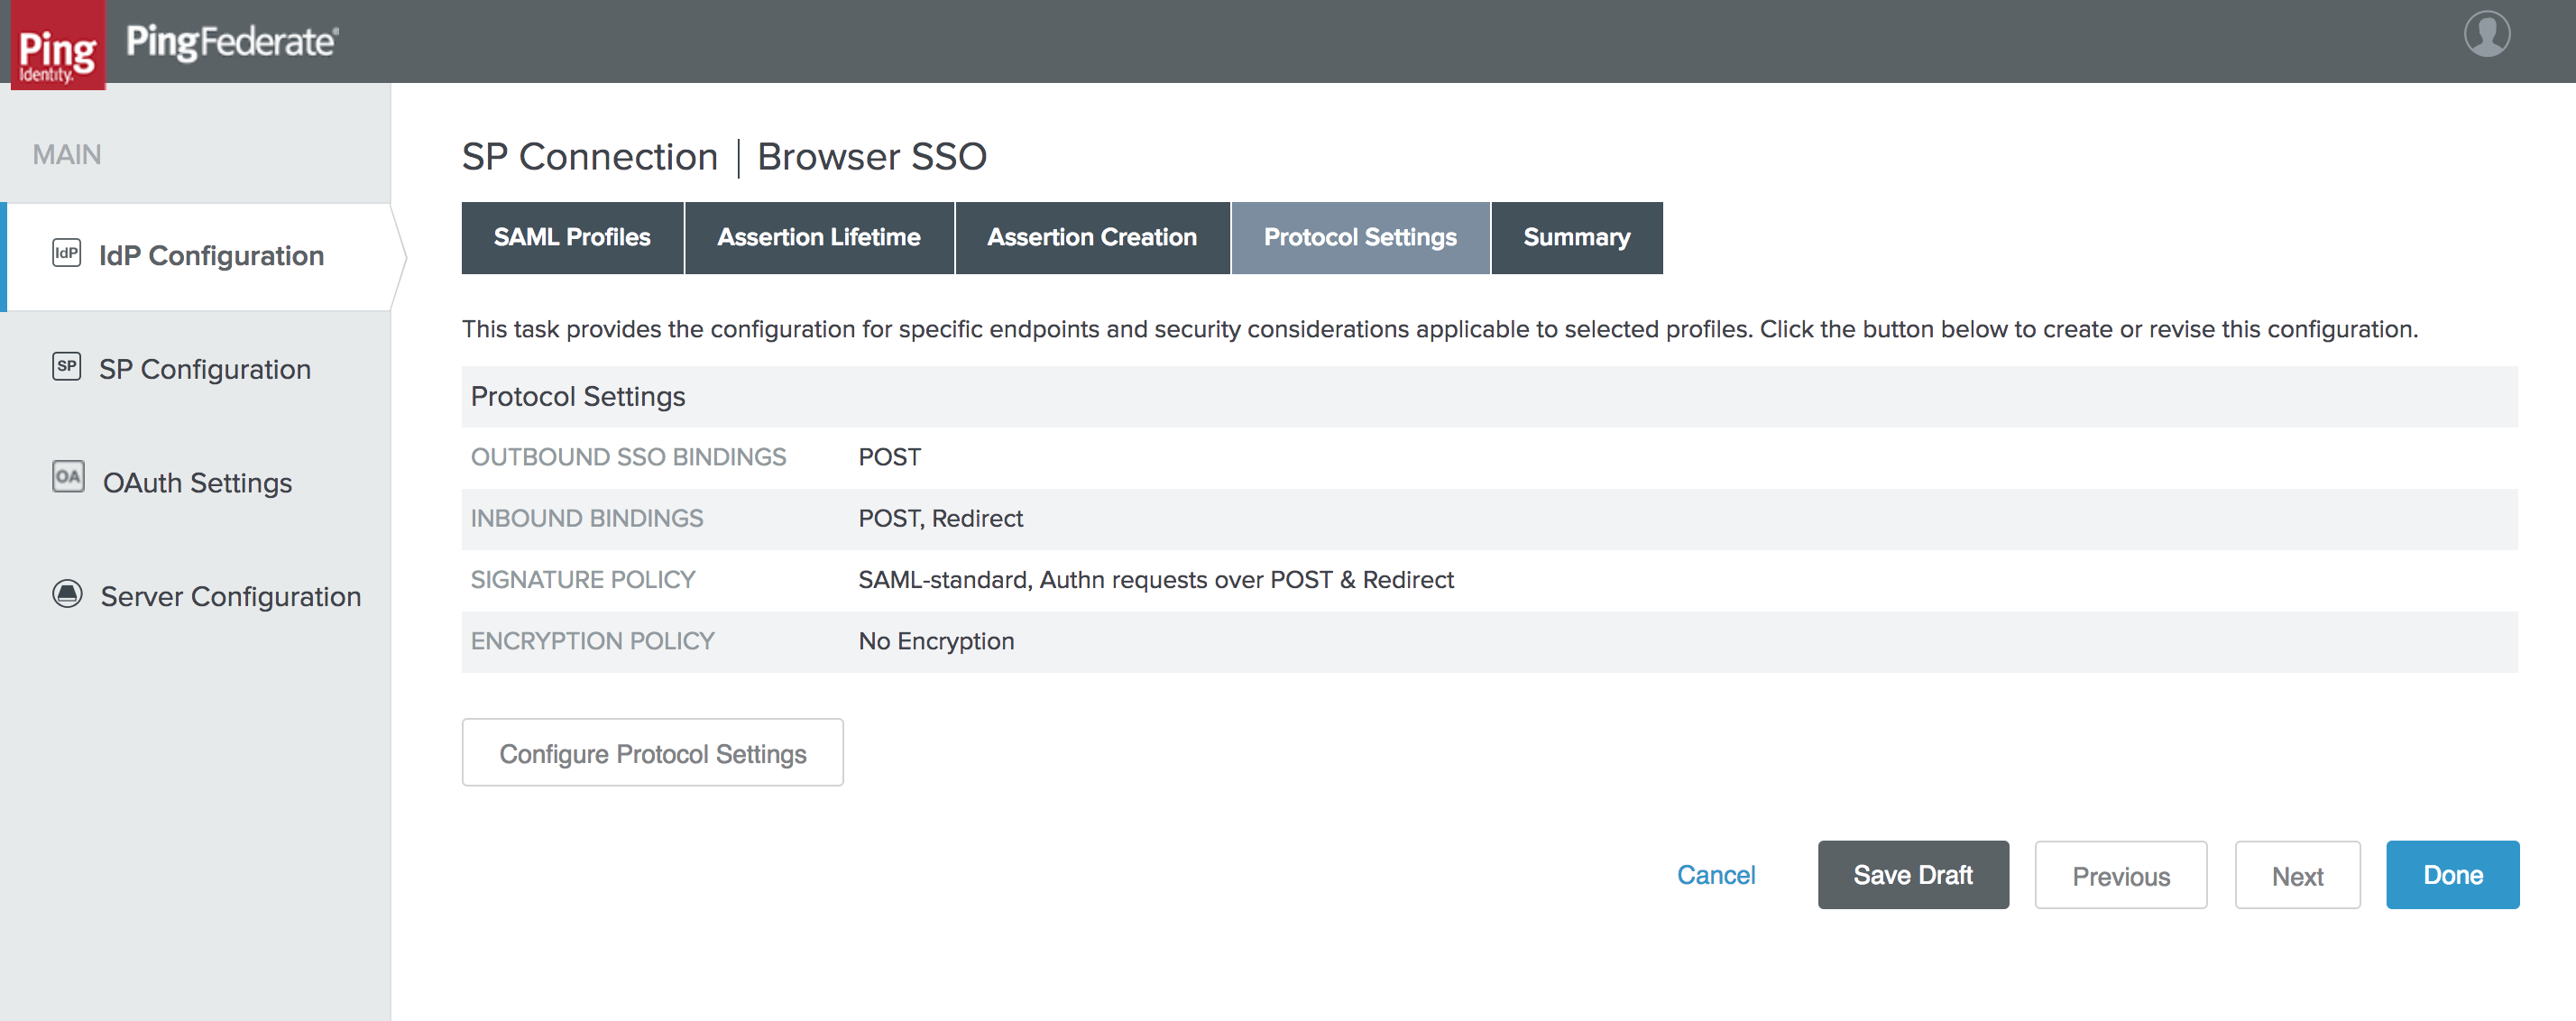 Ping
Identity.
PingFederate®
MAIN
IdP IdP Configuration
SP SP Configuration
OA OAuth Settings
Server Configuration
SP Connection | Browser SSO
SAML Profiles Assertion Lifetime Assertion Creation Protocol Settings Summary
This task provides the configuration for specific endpoints and security considerations applicable to selected profiles. Click the button below to create or revise this configuration.
Protocol Settings
OUTBOUND SSO BINDINGS POST
INBOUND BINDINGS POST, Redirect
SIGNATURE POLICY SAML-standard, Authn requests over POST & Redirect
ENCRYPTION POLICY No Encryption
Configure Protocol Settings
Cancel Save Draft Previous Next Done